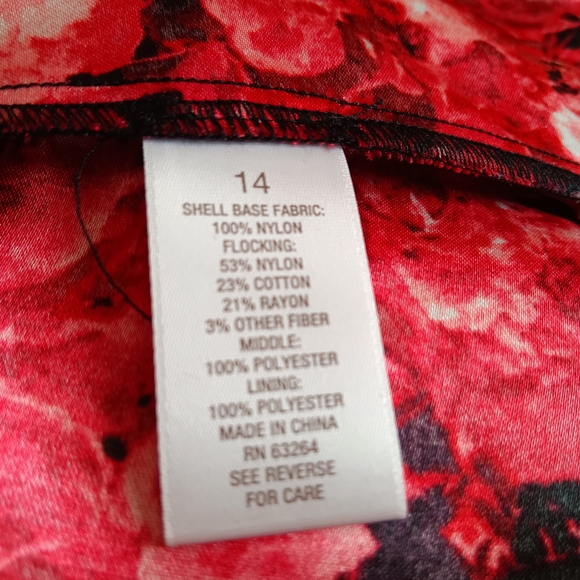 14
SHELL BASE FABRIC:
100% NYLON
FLOCKING:
53% NYLON
23% COTTON
21% RAYON
3% OTHER FIBER
MIDDLE:
100% POLYESTER
LINING:
100% POLYESTER
MADE IN CHINA
RN 63264
SEE REVERSE
FOR CARE